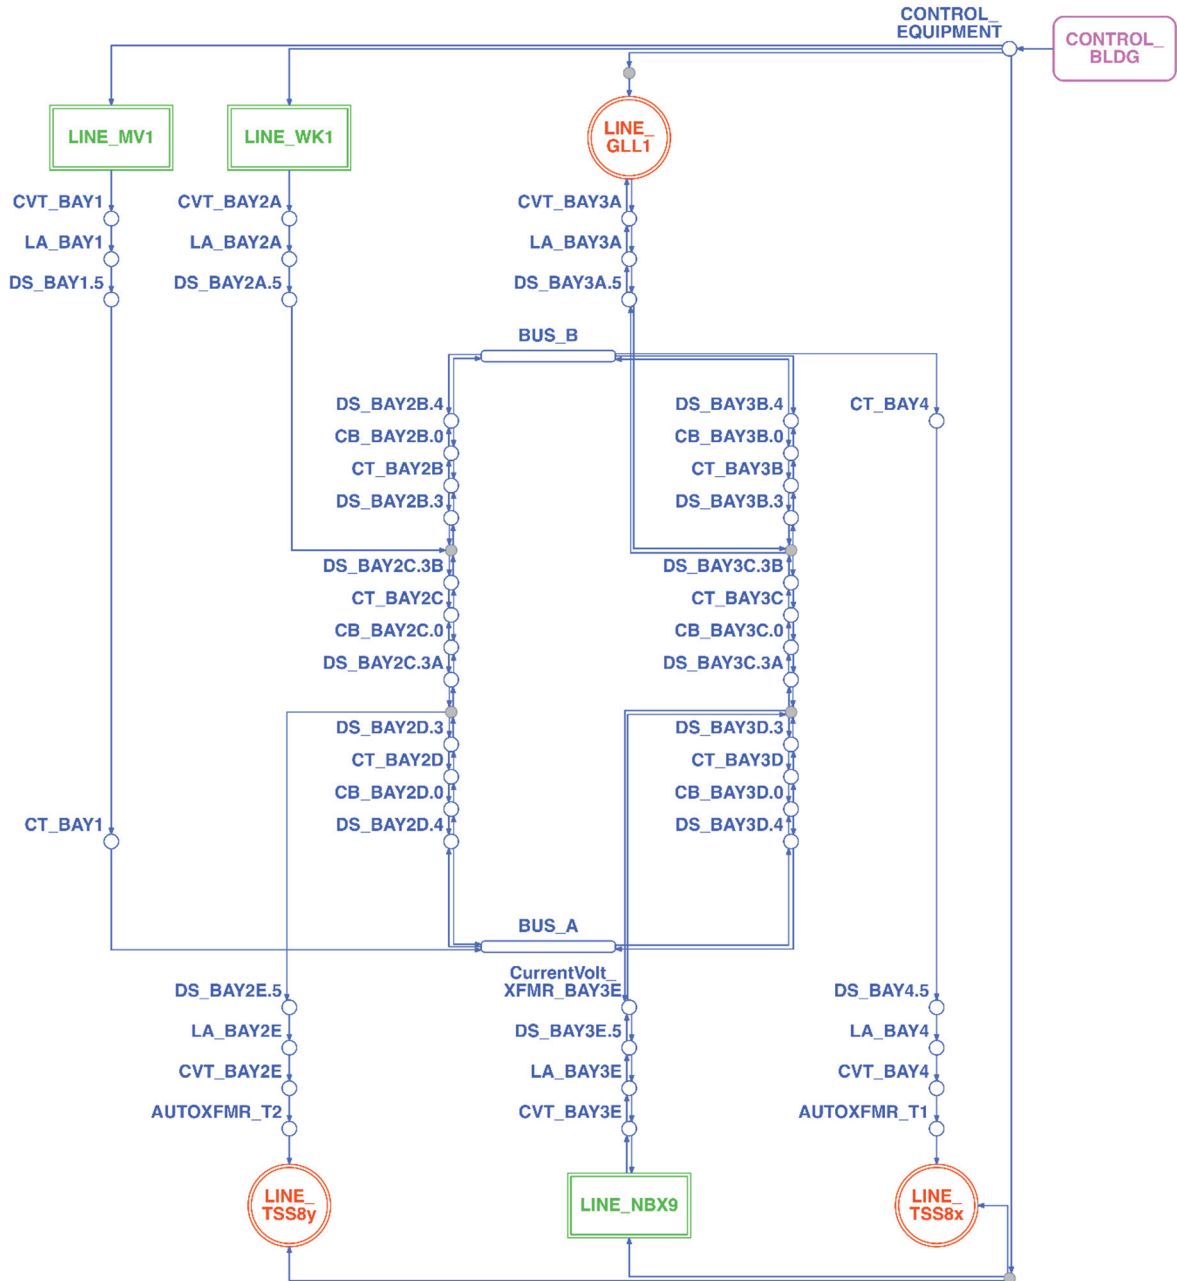 CONTROL_
EQUIPMENT
CONTROL_
BLDG
LINE_MV1
LINE_WK1
LINE_
GLL1
CVT_BAY1
CVT_BAY2A
CVT_BAY3A
LA_BAY1
LA_BAY2A
LA_BAY3A
DS_BAY1.5
DS_BAY2A.5
DS_BAY3A.5
BUS_B
DS_BAY2B.4
DS_BAY3B.4
CT_BAY4
CB_BAY2B.0
CB_BAY3B.0
CT_BAY2B
CT_BAY3B
DS_BAY2B.3
DS_BAY3B.3
DS_BAY2C.3B
DS_BAY3C.3B
CT_BAY2C
CT_BAY3C
CB_BAY2C.0
CB_BAY3C.0
DS_BAY2C.3A
DS_BAY3C.3A
DS_BAY2D.3
DS_BAY3D.3
CT_BAY2D
CT_BAY3D
CB_BAY2D.0
CB_BAY3D.0
CT_BAY1
DS_BAY2D.4
DS_BAY3D.4
BUS_A
CurrentVolt_
XFMR_BAY3E
DS_BAY2E.5
DS_BAY4.5
LA_BAY2E
DS_BAY3E.5
LA_BAY4
CVT_BAY2E
LA_BAY3E
CVT_BAY4
AUTOXFMR_T2
CVT_BAY3E
AUTOXFMR_T1
LINE_
TSS8y
LINE_NBX9
LINE_
TSS8x